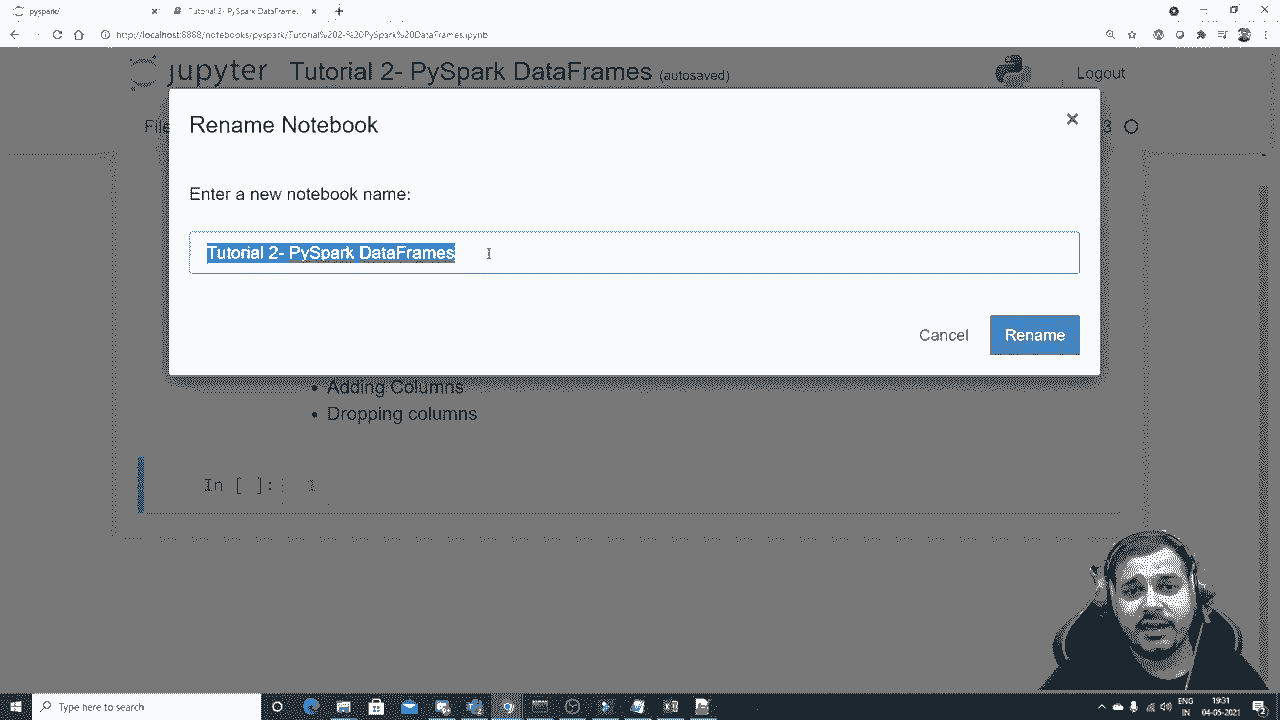 pyspark/
Tutorial 2- PySpark DataFrame
http://localhost:8888/notebooks/pyspark/Tutorial%202-%20PySpark%20DataFrames.ipynb
jupyter Tutorial 2- PySpark DataFrames (autosaved)
Logout
File
3
Rename Notebook
×
Enter a new notebook name:
Tutorial 2- PySpark DataFrames
Cancel
Rename
• Adding Columns
• Dropping columns
In [ ]: 1
Type here to search
ENG
IN
19:31
04-05-2021
2